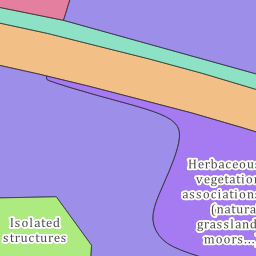 Herbaceous
vegetation
associations
(natural
grassland,
moors...)
Isolated
structures